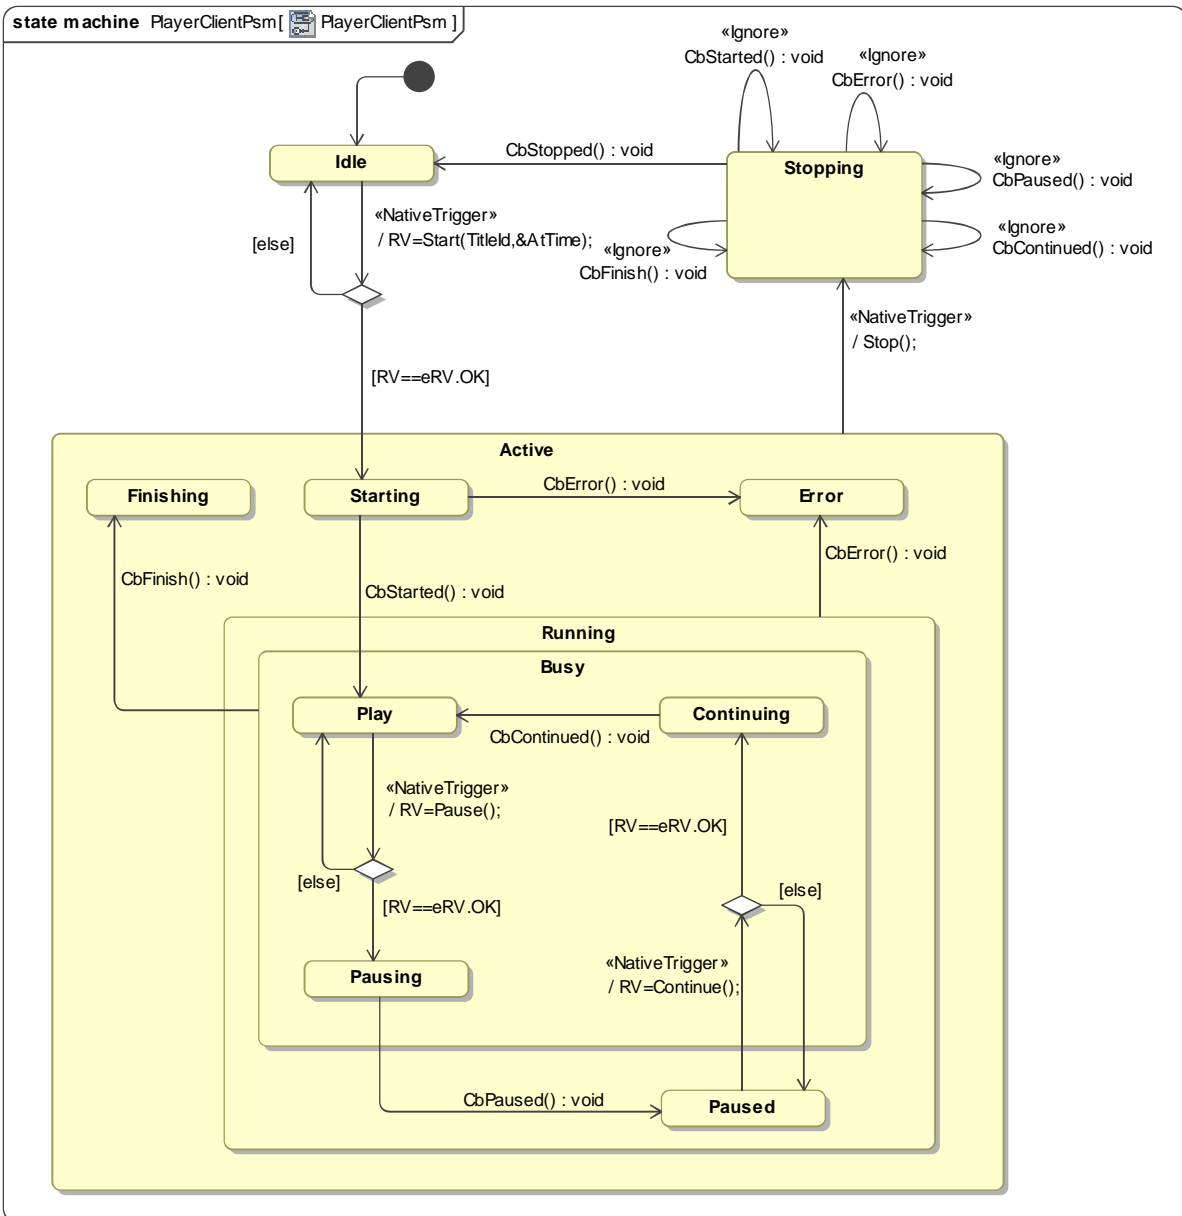 state machine PlayerClientPsm[ PlayerClientPsm ]
«Ignore»
CbStarted() : void
«Ignore»
CbError() : void
CbStopped() : void
Idle
Stopping
«Ignore»
CbPaused() : void
«NativeTrigger»
/ RV=Start(TitleId,&AtTime);
[else]
«Ignore»
CbFinish() : void
«Ignore»
CbContinued() : void
«NativeTrigger»
/ Stop();
[RV==eRV.OK]
Active
Finishing
Starting
CbError() : void
Error
CbError() : void
CbFinish() : void
CbStarted() : void
Running
Busy
Play
Continuing
CbContinued() : void
«NativeTrigger»
/ RV=Pause();
[RV==eRV.OK]
[else]
[else]
[RV==eRV.OK]
«NativeTrigger»
/ RV=Continue();
Pausing
CbPaused() : void
Paused